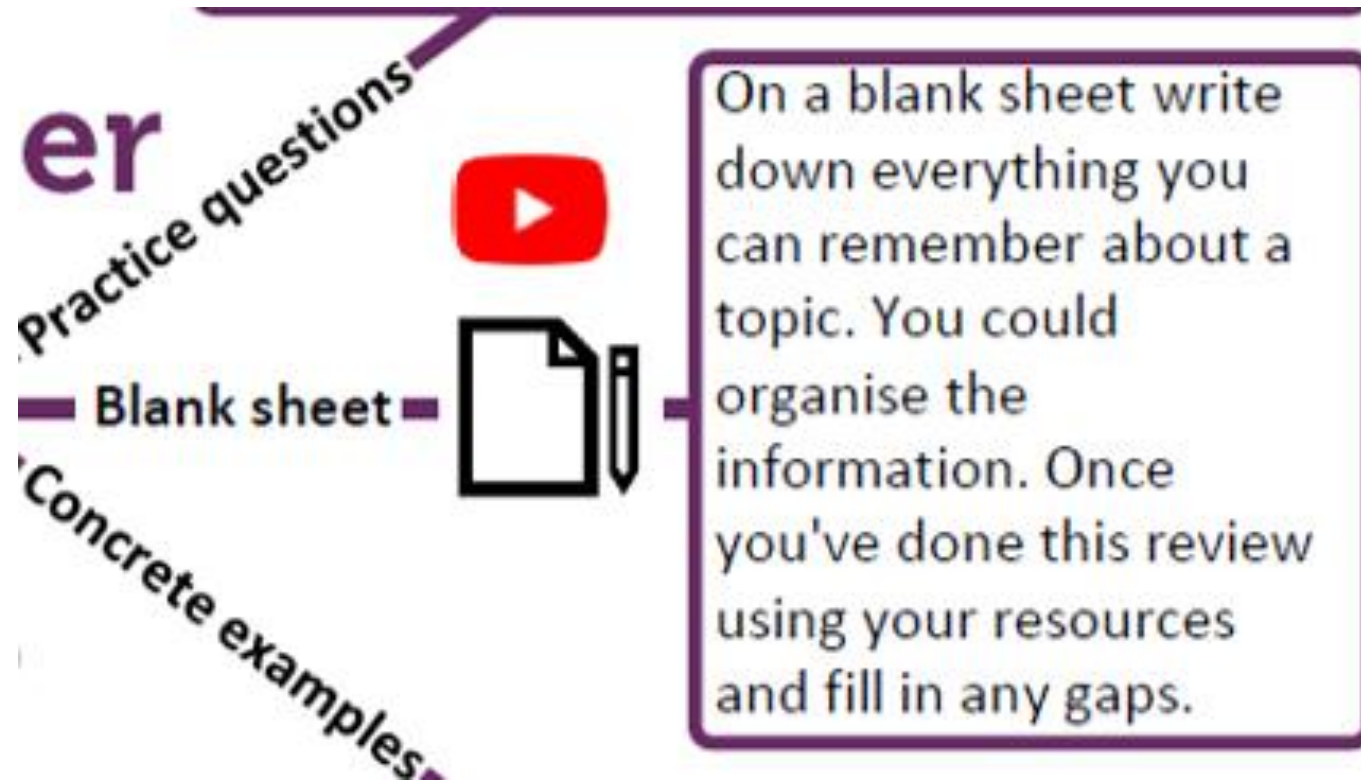 er
Practice questions
Blank sheet
Concrete examples
On a blank sheet write
down everything you
can remember about a
topic. You could
organise the
information. Once
you've done this review
using your resources
and fill in any gaps.